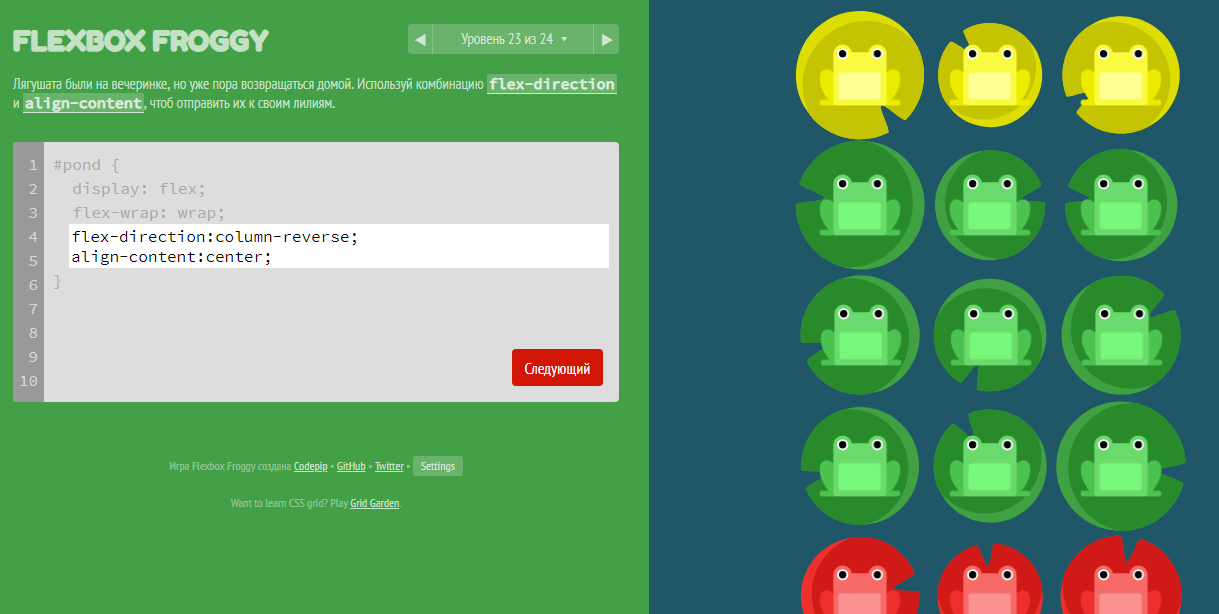 FLEXBOX FROGGY
◀ Уровень 23 из 24 ▾ ▶
Лягушата были на вечеринке, но уже пора возвращаться домой. Используй комбинацию flex-direction
и align-content, чтоб отправить их к своим лилиям.
1 #pond {
2 display: flex;
3 flex-wrap: wrap;
4 flex-direction:column-reverse;
5 align-content:center;
6 }
7
8
9
10
Следующий
Игра Flexbox Froggy создана Codepip • GitHub • Twitter • Settings
Want to learn CSS grid? Play Grid Garden.